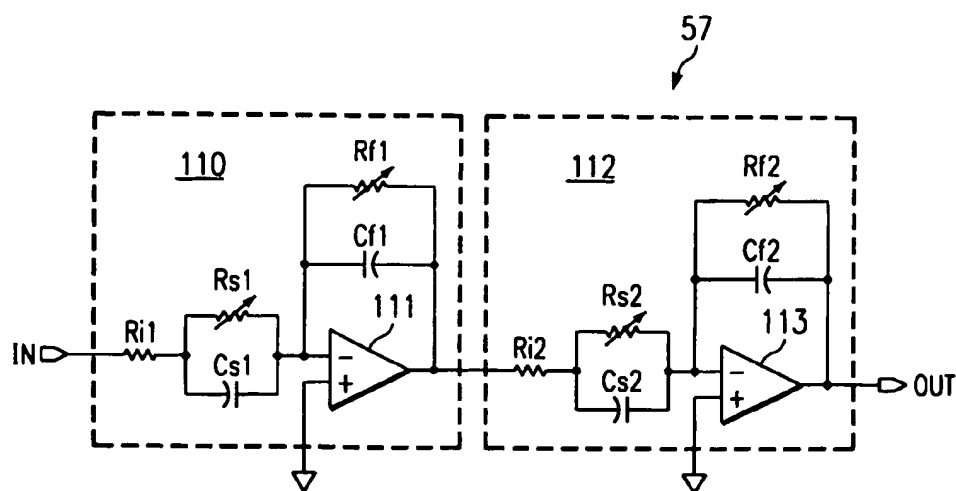 57
110
Rf1
112
Rf2
Cf1
Cf2
Rs1
111
Rs2
113
IN
Ri1
Cs1
−
+
Ri2
Cs2
−
+
OUT